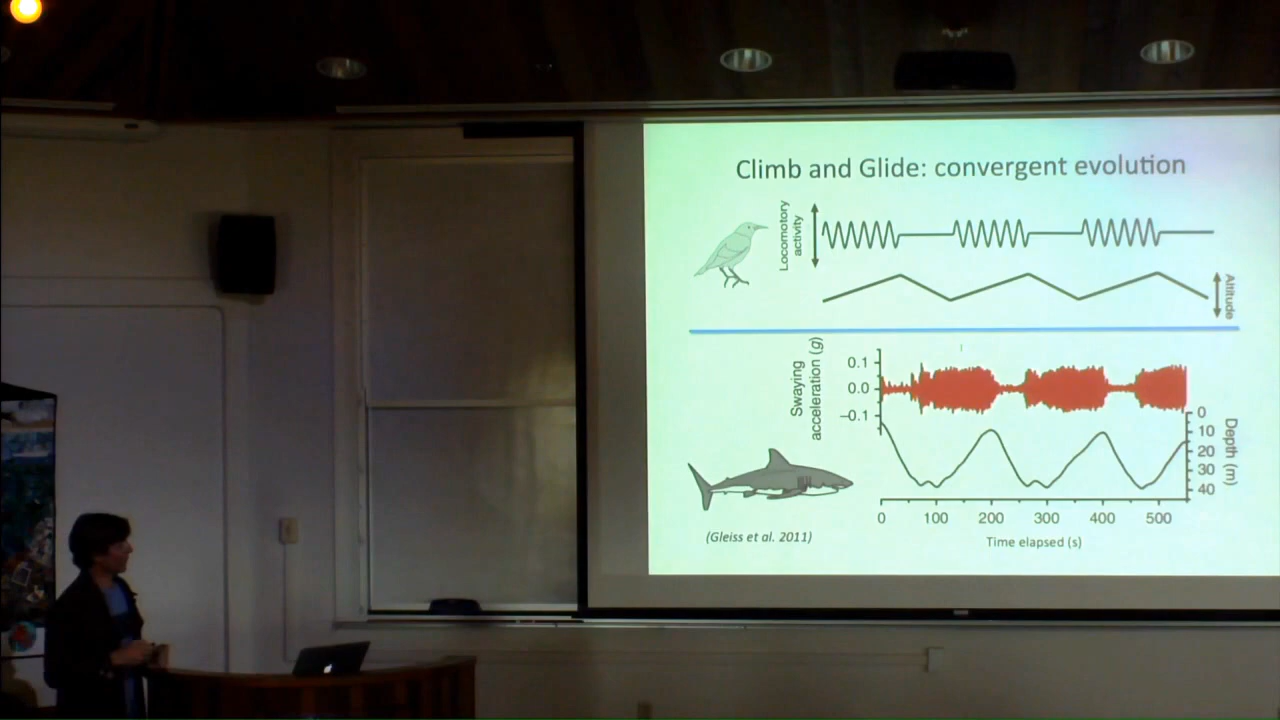 Climb and Glide: convergent evolution
Locomotory
activity
Altitude
Swaying
acceleration (g)
0.1
0.0
–0.1
0
10
20
30
40
Depth (m)
0 100 200 300 400 500
Time elapsed (s)
(Gleiss et al. 2011)